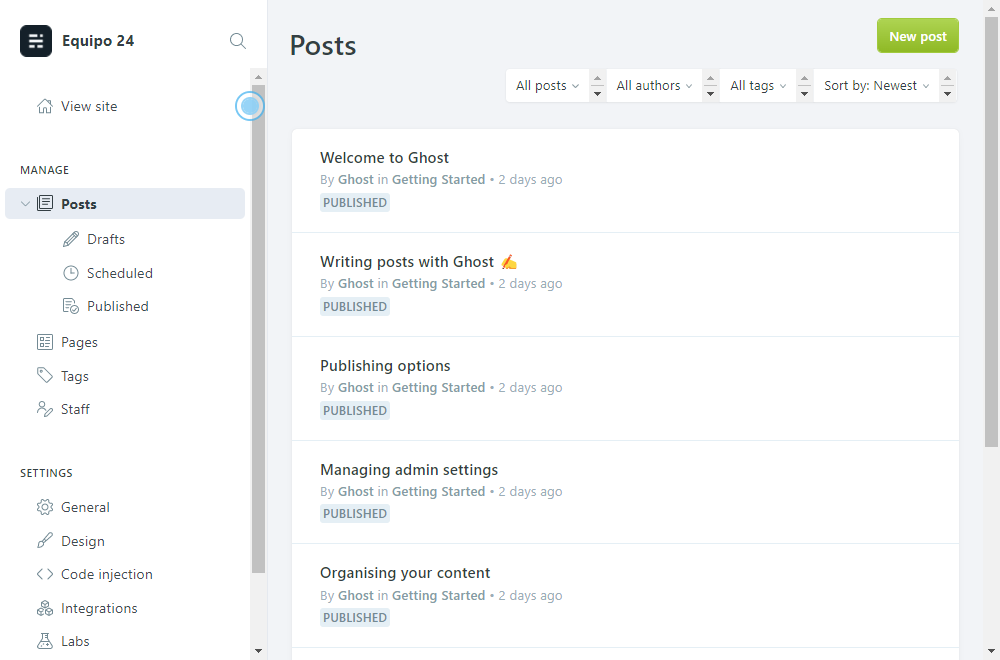 Equipo 24
View site
MANAGE
Posts
Drafts
Scheduled
Published
Pages
Tags
Staff
SETTINGS
General
Design
Code injection
Integrations
Labs
Posts
New post
All posts
All authors
All tags
Sort by: Newest
Welcome to Ghost
By Ghost in Getting Started • 2 days ago
PUBLISHED
Writing posts with Ghost ✍️
By Ghost in Getting Started • 2 days ago
PUBLISHED
Publishing options
By Ghost in Getting Started • 2 days ago
PUBLISHED
Managing admin settings
By Ghost in Getting Started • 2 days ago
PUBLISHED
Organising your content
By Ghost in Getting Started • 2 days ago
PUBLISHED